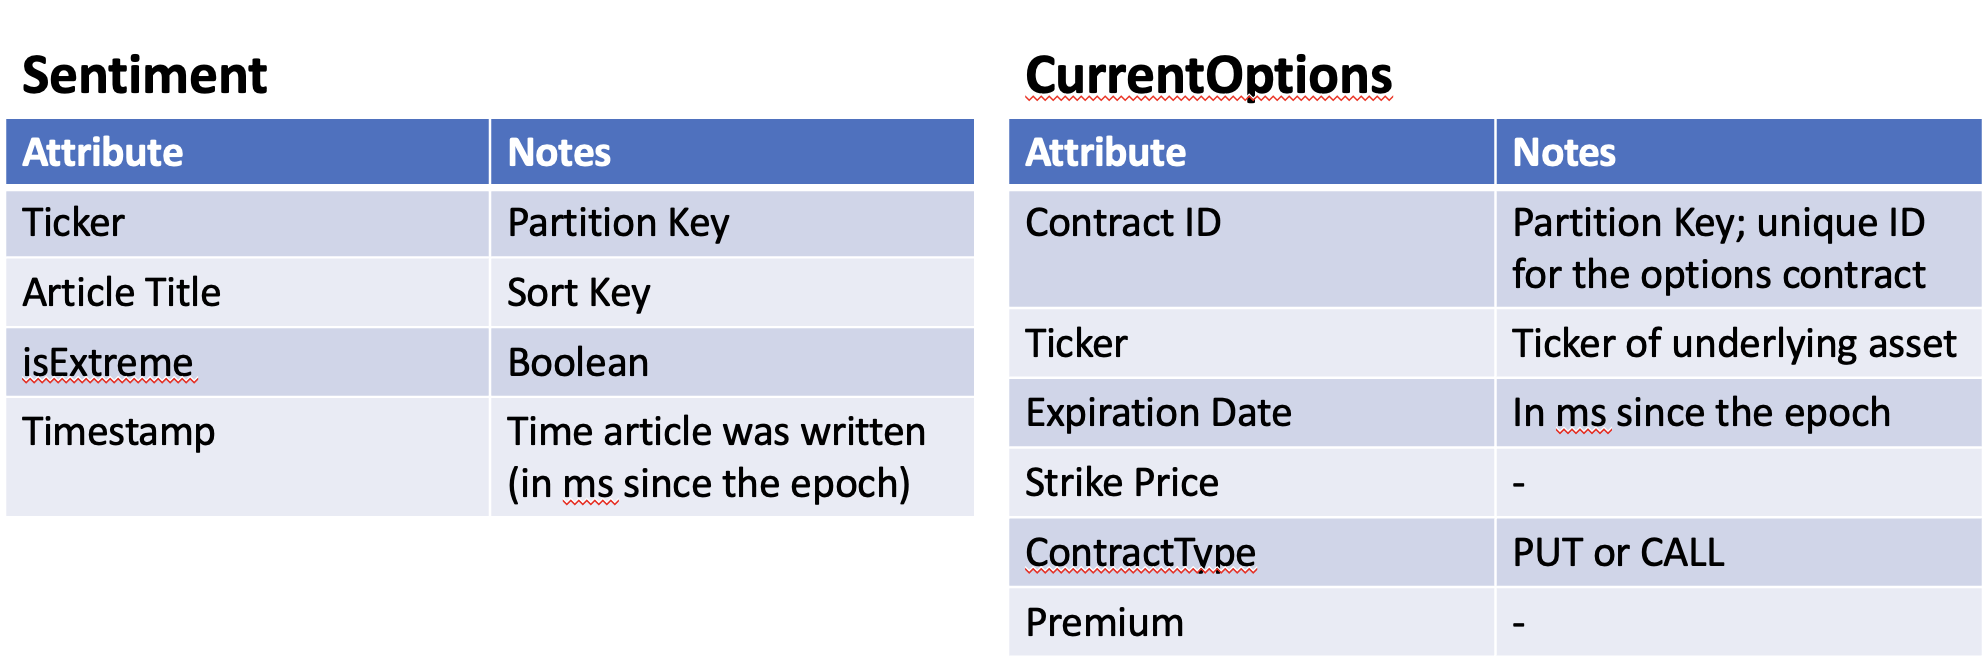 Sentiment
Attribute Notes
Ticker Partition Key
Article Title Sort Key
isExtreme Boolean
Timestamp Time article was written
(in ms since the epoch)
CurrentOptions
Attribute Notes
Contract ID Partition Key; unique ID
for the options contract
Ticker Ticker of underlying asset
Expiration Date In ms since the epoch
Strike Price -
ContractType PUT or CALL
Premium -